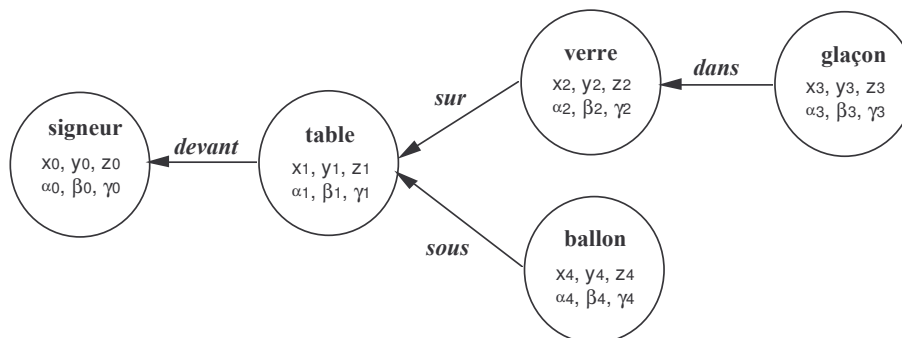 signeur
x0, y0, z0
α0, β0, γ0
devant
table
x1, y1, z1
α1, β1, γ1
sur
verre
x2, y2, z2
α2, β2, γ2
dans
glaçon
x3, y3, z3
α3, β3, γ3
sous
ballon
x4, y4, z4
α4, β4, γ4